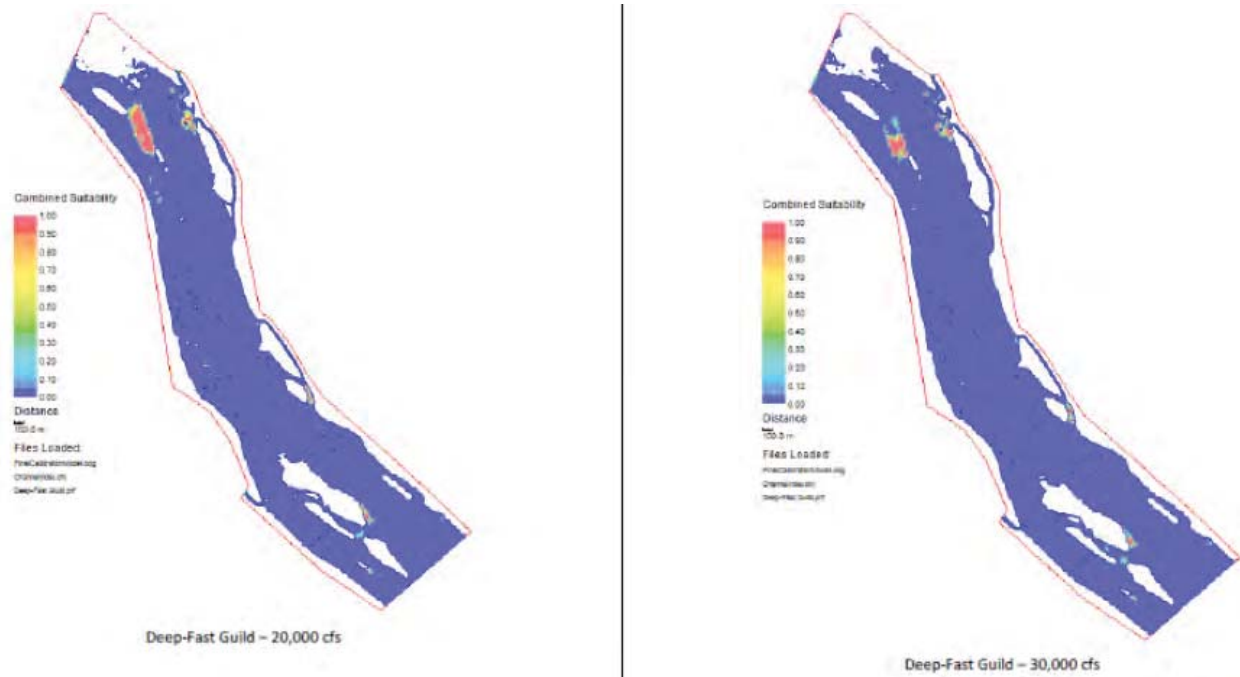 Combined Suitability
1.00
0.90
0.80
0.70
0.60
0.50
0.40
0.30
0.20
0.10
0.00
Distance
Files Loaded:
Deep-Fast Guild – 20,000 cfs
Combined Suitability
1.00
0.90
0.80
0.70
0.60
0.50
0.40
0.30
0.20
0.10
0.00
Distance
Files Loaded:
Deep-Fast Guild – 30,000 cfs